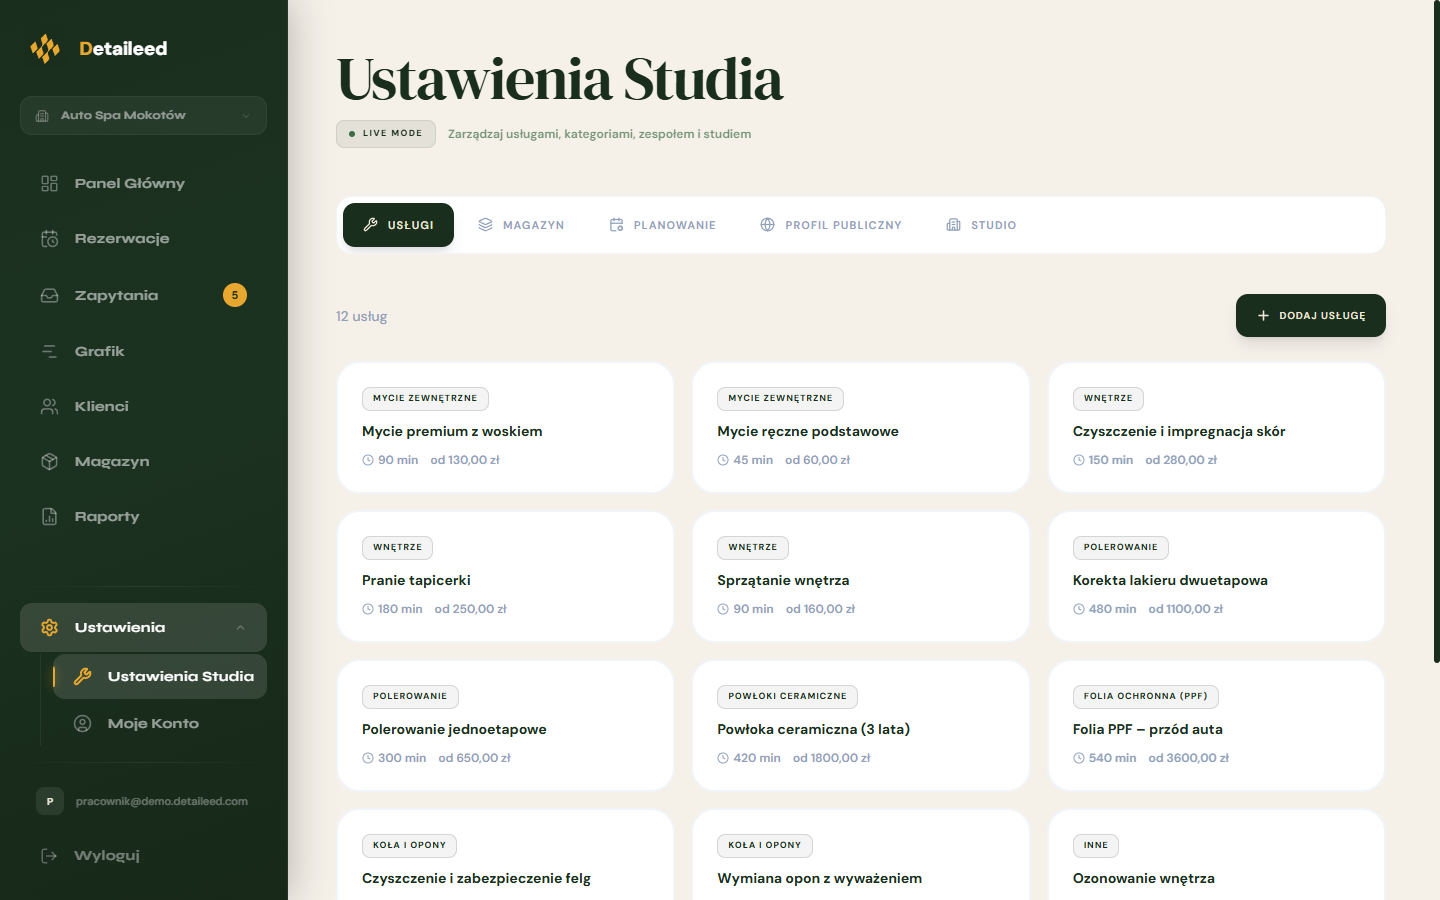 Detaileed
Auto Spa Mokotów
Panel Główny
Rezerwacje
Zapytania
5
Grafik
Klienci
Magazyn
Raporty
Ustawienia
Ustawienia Studia
Moje Konto
P
pracownik@demo.detaileed.com
Wyloguj
Ustawienia Studia
LIVE MODE
Zarządzaj usługami, kategoriami, zespołem i studiem
USŁUGI
MAGAZYN
PLANOWANIE
PROFIL PUBLICZNY
STUDIO
12 usług
DODAJ USŁUGĘ
MYCIE ZEWNĘTRZNE
Mycie premium z woskiem
90 min od 130,00 zł
MYCIE ZEWNĘTRZNE
Mycie ręczne podstawowe
45 min od 60,00 zł
WNĘTRZE
Czyszczenie i impregnacja skór
150 min od 280,00 zł
WNĘTRZE
Pranie tapicerki
180 min od 250,00 zł
WNĘTRZE
Sprzątanie wnętrza
90 min od 160,00 zł
POLEROWANIE
Korekta lakieru dwuetapowa
480 min od 1100,00 zł
POLEROWANIE
Polerowanie jednoetapowe
300 min od 650,00 zł
POWŁOKI CERAMICZNE
Powłoka ceramiczna (3 lata)
420 min od 1800,00 zł
FOLIA OCHRONNA (PPF)
Folia PPF – przód auta
540 min od 3600,00 zł
KOŁA I OPONY
Czyszczenie i zabezpieczenie felg
KOŁA I OPONY
Wymiana opon z wyważeniem
INNE
Ozonowanie wnętrza